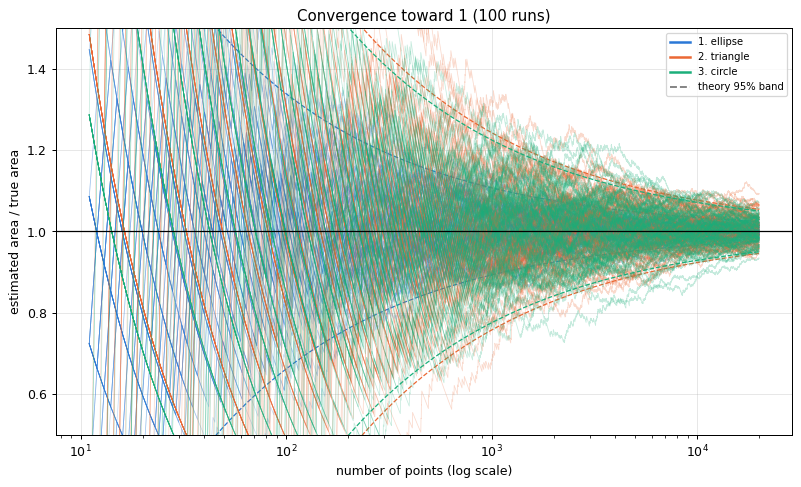 Convergence toward 1 (100 runs)
estimated area / true area
1.4
1.2
1.0
0.8
0.6
1. ellipse
2. triangle
3. circle
theory 95% band
10¹ 10² 10³ 10⁴
number of points (log scale)